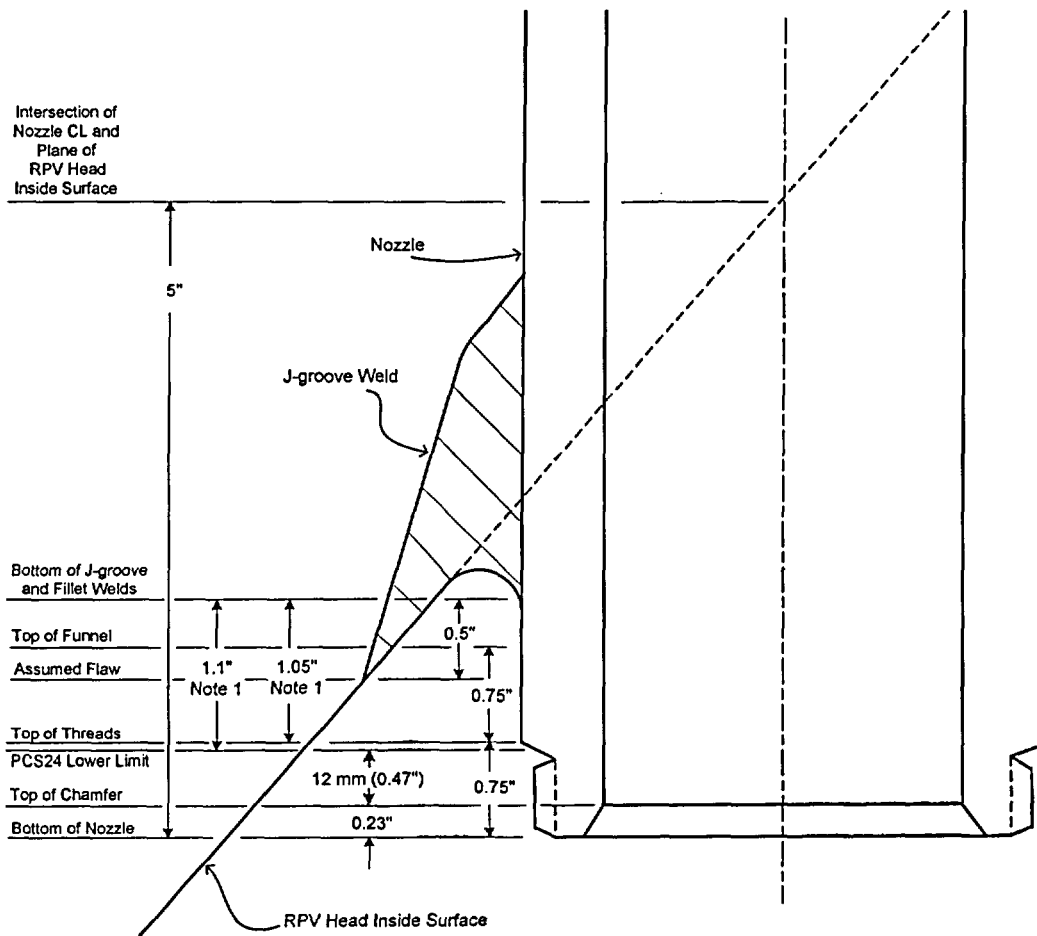 Intersection of
Nozzle CL and
Plane of
RPV Head
Inside Surface
Nozzle
5"
J-groove Weld
Bottom of J-groove
and Fillet Welds
Top of Funnel
0.5"
Assumed Flaw
1.1"
Note 1
1.05"
Note 1
0.75"
Top of Threads
PCS24 Lower Limit
12 mm (0.47")
0.75"
Top of Chamfer
Bottom of Nozzle
0.23"
RPV Head Inside Surface